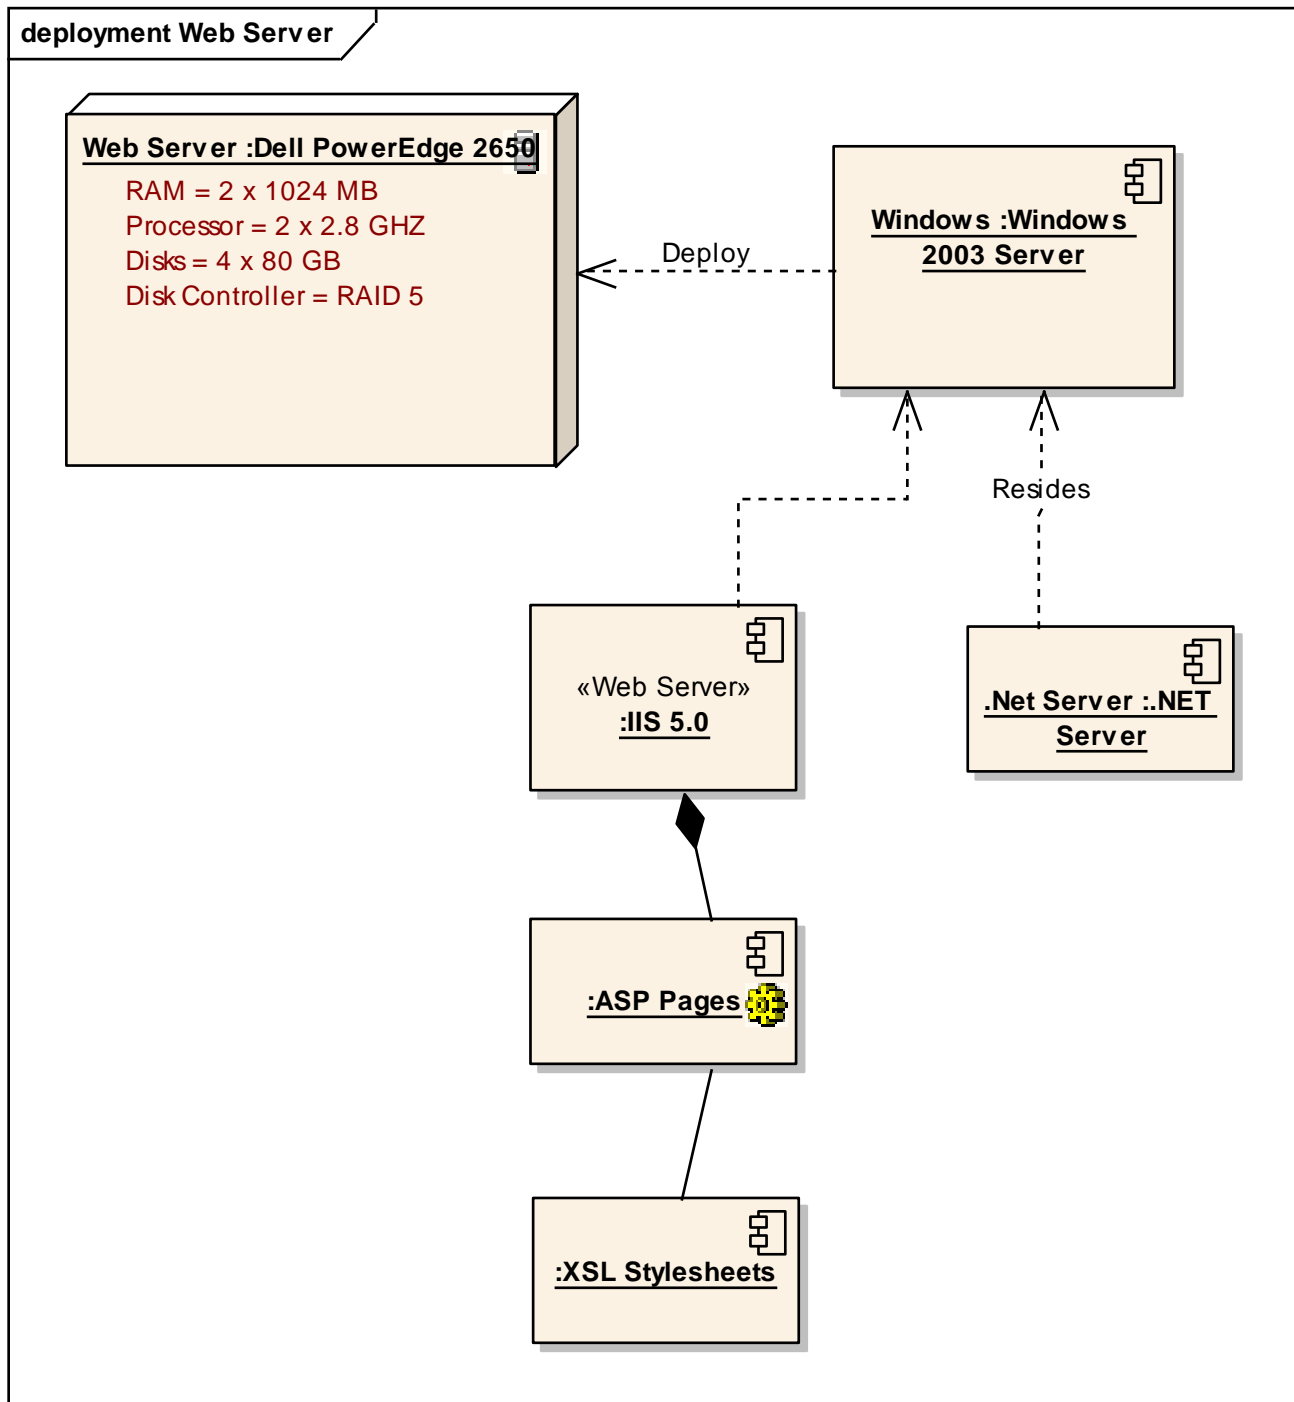 deployment Web Server
Web Server :Dell PowerEdge 2650
RAM = 2 x 1024 MB
Processor = 2 x 2.8 GHZ
Disks = 4 x 80 GB
Disk Controller = RAID 5
Deploy
Windows :Windows
2003 Server
Resides
«Web Server»
:IIS 5.0
.Net Server :.NET
Server
:ASP Pages
:XSL Stylesheets